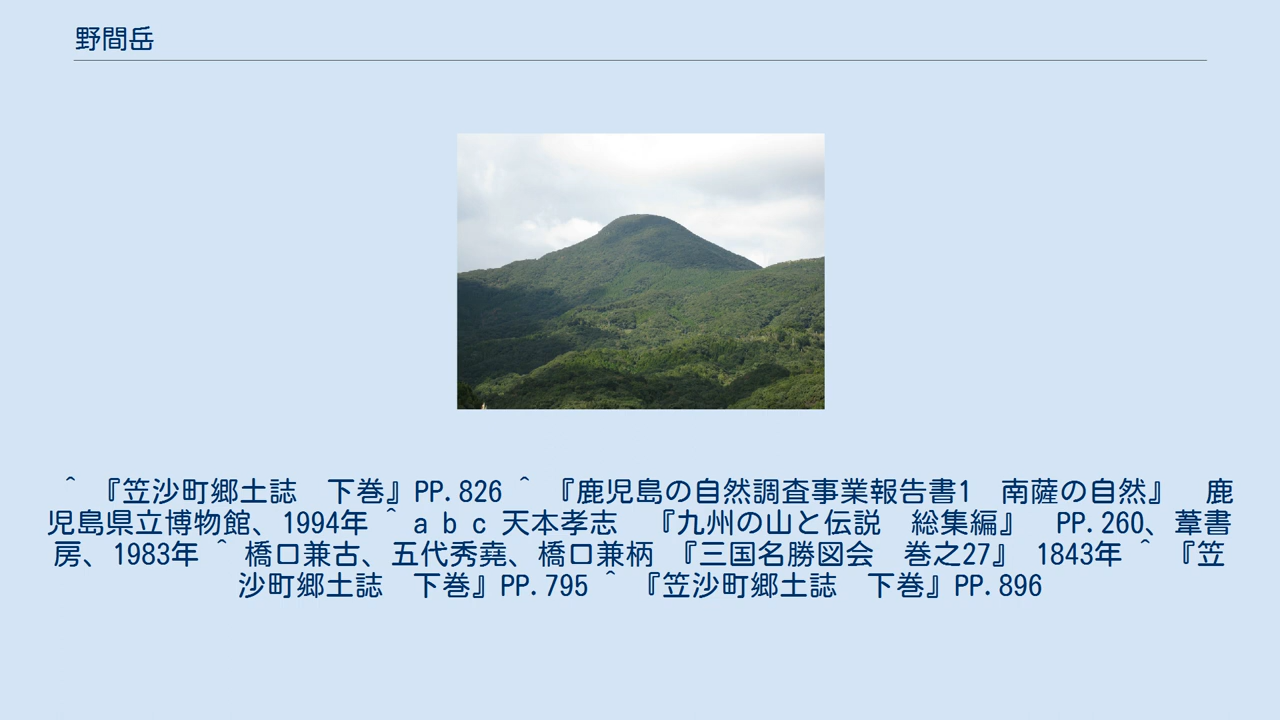 野間岳
^ 『笠沙町郷土誌　下巻』PP.826 ^ 『鹿児島の自然調査事業報告書1　南薩の自然』　鹿
児島県立博物館、1994年 ^ a b c 天本孝志　『九州の山と伝説　総集編』　PP.260、葦書
房、1983年 ^ 橋口兼古、五代秀堯、橋口兼柄 『三国名勝図会　巻之27』 1843年 ^ 『笠
沙町郷土誌　下巻』PP.795 ^ 『笠沙町郷土誌　下巻』PP.896